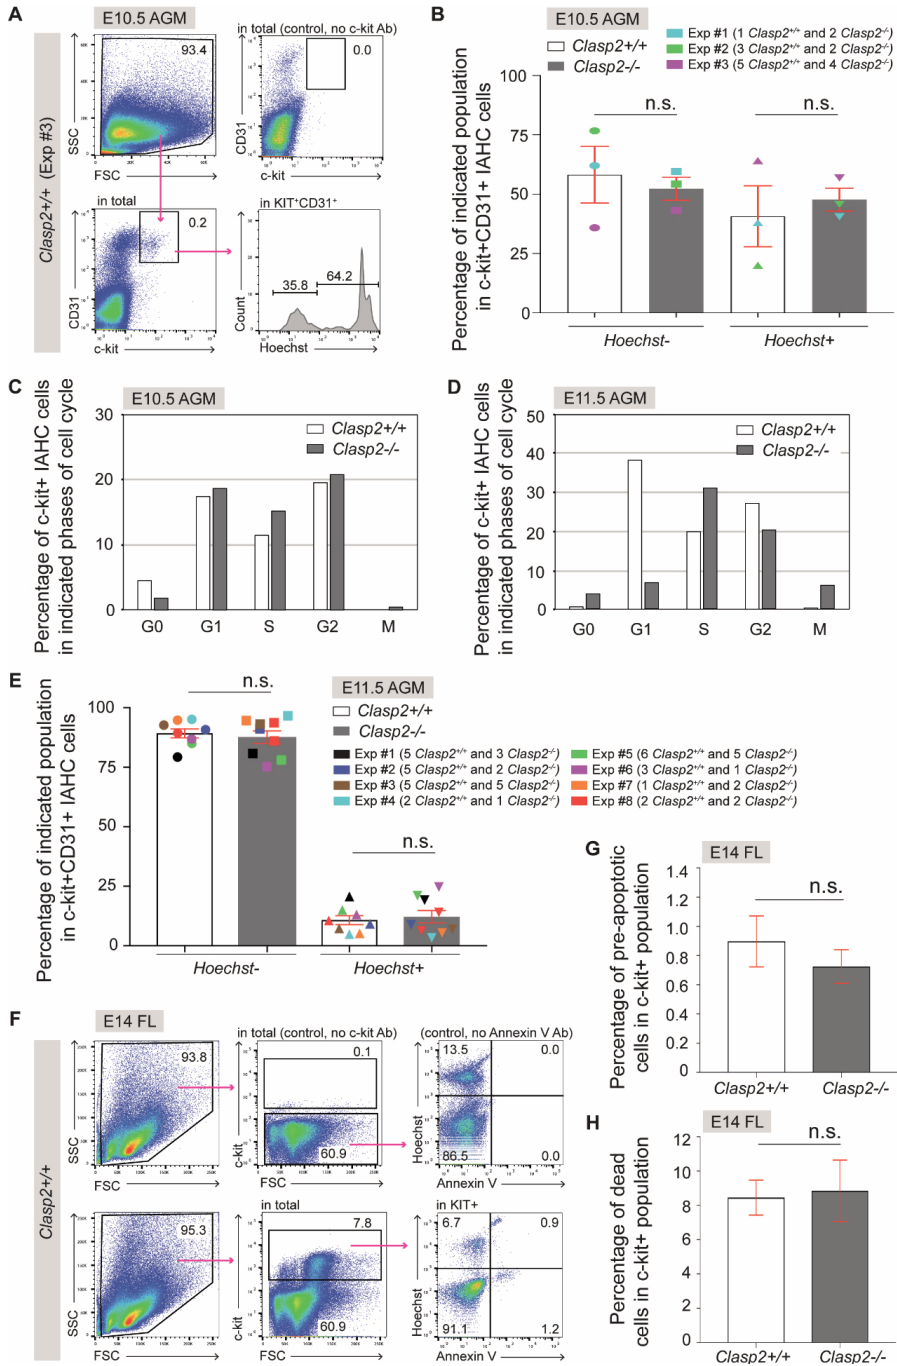 A
E10.5 AGM
Clasp2+/+ (Exp #3)
93.4
SSC
FSC
in total (control, no c-kit Ab)
0.0
CD31
c-kit
in total
0.2
CD31
c-kit
in KIT+CD31+
30
20
10
0
35.8
64.2
Count
Hoechst
B
E10.5 AGM
Clasp2+/+
Clasp2-/-
Exp #1 (1 Clasp2+/+ and 2 Clasp2-/-)
Exp #2 (3 Clasp2+/+ and 2 Clasp2-/-)
Exp #3 (5 Clasp2+/+ and 4 Clasp2-/-)
Percentage of indicated population
in c-kit+CD31+ IAHC cells
100
75
50
25
0
n.s.
n.s.
Hoechst-
Hoechst+
C
E10.5 AGM
Percentage of c-kit+ IAHC cells
in indicated phases of cell cycle
30
20
10
0
Clasp2+/+
Clasp2-/-
G0 G1 S G2 M
D
E11.5 AGM
Percentage of c-kit+ IAHC cells
in indicated phases of cell cycle
50
40
30
20
10
0
Clasp2+/+
Clasp2-/-
G0 G1 S G2 M
E
E11.5 AGM
Clasp2+/+
Clasp2-/-
Exp #1 (5 Clasp2+/+ and 3 Clasp2-/-)
Exp #2 (5 Clasp2+/+ and 2 Clasp2-/-)
Exp #3 (5 Clasp2+/+ and 5 Clasp2-/-)
Exp #4 (2 Clasp2+/+ and 1 Clasp2-/-)
Exp #5 (6 Clasp2+/+ and 5 Clasp2-/-)
Exp #6 (3 Clasp2+/+ and 1 Clasp2-/-)
Exp #7 (1 Clasp2+/+ and 2 Clasp2-/-)
Exp #8 (2 Clasp2+/+ and 2 Clasp2-/-)
Percentage of indicated population
in c-kit+CD31+ IAHC cells
100
75
50
25
0
n.s.
n.s.
Hoechst-
Hoechst+
F
E14 FL
Clasp2+/+
93.8
SSC
FSC
in total (control, no c-kit Ab)
0.1
60.9
c-kit
FSC
(control, no Annexin V Ab)
13.5
0.0
86.5
0.0
Hoechst
Annexin V
95.3
SSC
FSC
in total
7.8
60.9
c-kit
FSC
in KIT+
6.7
0.9
91.1
1.2
Hoechst
Annexin V
G
E14 FL
Percentage of pre-apoptotic
cells in c-kit+ population
1.4
1.2
1.0
0.8
0.6
0.4
0.2
0
n.s.
Clasp2+/+
Clasp2-/-
H
E14 FL
Percentage of dead
cells in c-kit+ population
12
10
8
6
4
2
0
n.s.
Clasp2+/+
Clasp2-/-